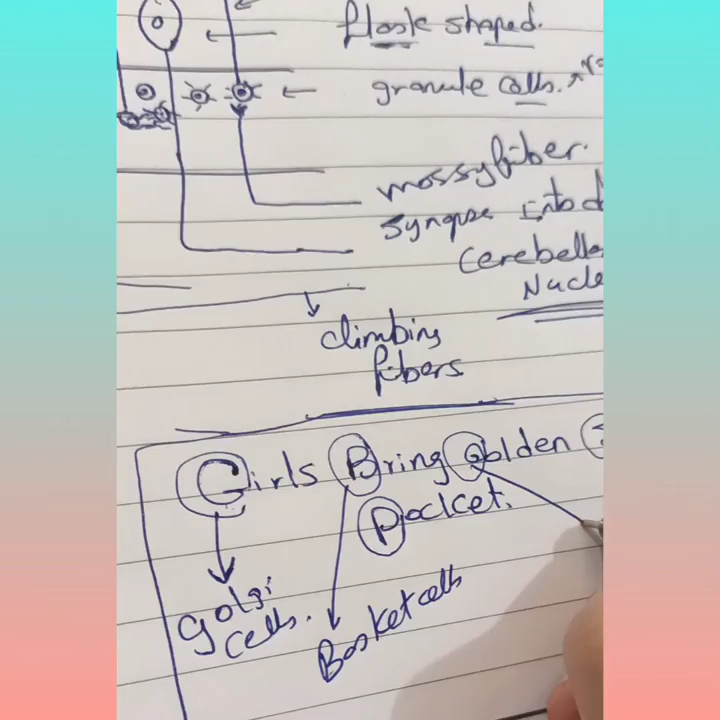 flask shaped.
granule cells.
mossyfiber.
synapse into d
Cerebella
Nucle
climbing
fibers
Girls Bring Golden S
Pocket.
golgi
cells.
Basket cells